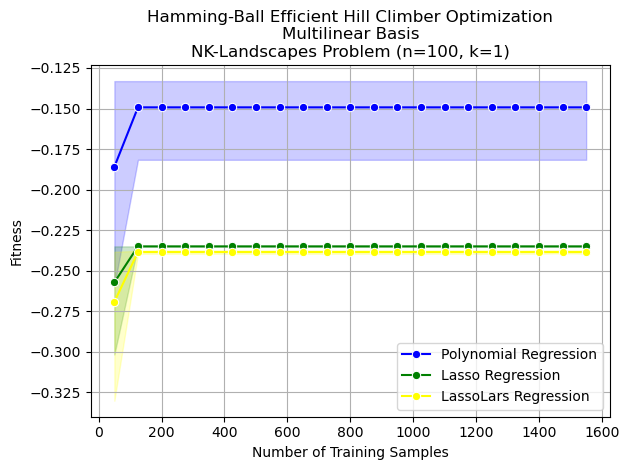 Hamming-Ball Efficient Hill Climber Optimization
Multilinear Basis
NK-Landscapes Problem (n=100, k=1)
Fitness
−0.125
−0.150
−0.175
−0.200
−0.225
−0.250
−0.275
−0.300
−0.325
Polynomial Regression
Lasso Regression
LassoLars Regression
0 200 400 600 800 1000 1200 1400 1600
Number of Training Samples